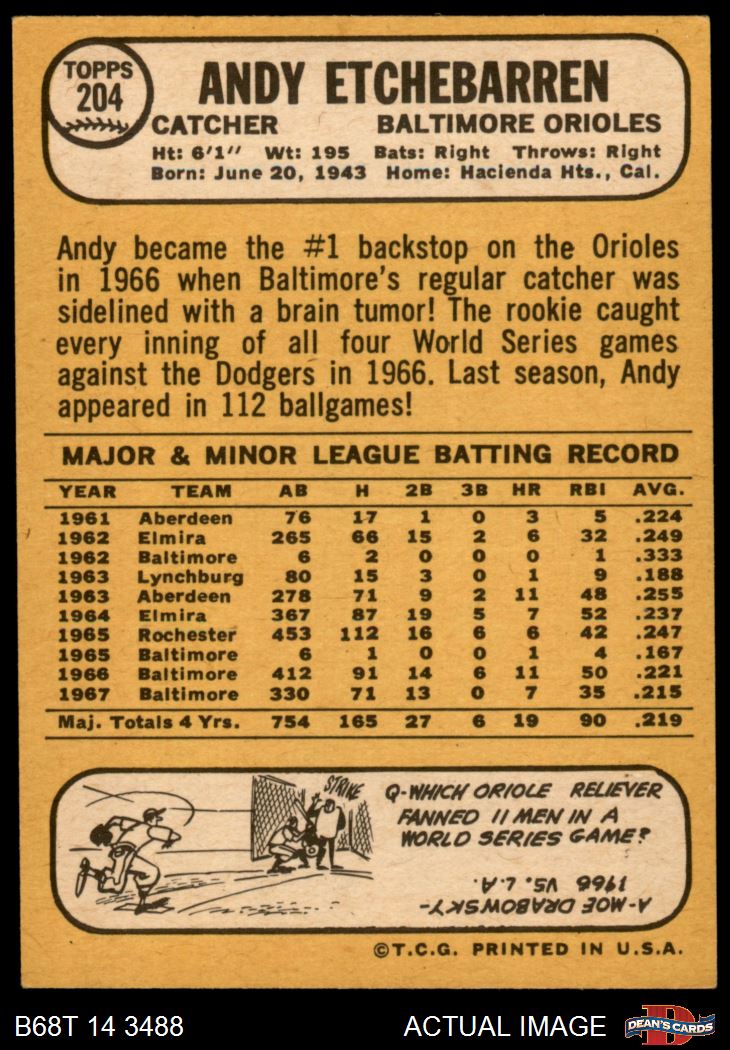 TOPPS
204
ANDY ETCHEBARREN
CATCHER BALTIMORE ORIOLES
Ht: 6'1" Wt: 195 Bats: Right Throws: Right
Born: June 20, 1943 Home: Hacienda Hts., Cal.
Andy became the #1 backstop on the Orioles
in 1966 when Baltimore's regular catcher was
sidelined with a brain tumor! The rookie caught
every inning of all four World Series games
against the Dodgers in 1966. Last season, Andy
appeared in 112 ballgames!
MAJOR & MINOR LEAGUE BATTING RECORD
YEAR TEAM AB H 2B 3B HR RBI AVG.
1961 Aberdeen 76 17 1 0 3 5 .224
1962 Elmira 265 66 15 2 6 32 .249
1962 Baltimore 6 2 0 0 0 1 .333
1963 Lynchburg 80 15 3 0 1 9 .188
1963 Aberdeen 278 71 9 2 11 48 .255
1964 Elmira 367 87 19 5 7 52 .237
1965 Rochester 453 112 16 6 6 42 .247
1965 Baltimore 6 1 0 0 1 4 .167
1966 Baltimore 412 91 14 6 11 50 .221
1967 Baltimore 330 71 13 0 7 35 .215
Maj. Totals 4 Yrs. 754 165 27 6 19 90 .219
STRIKE
Q-WHICH ORIOLE RELIEVER
FANNED 11 MEN IN A
WORLD SERIES GAME?
A-MOE DRABOWSKY-
1966 VS. L.A.
©T.C.G. PRINTED IN U.S.A.
B68T 14 3488 ACTUAL IMAGE
D
DEAN'S CARDS